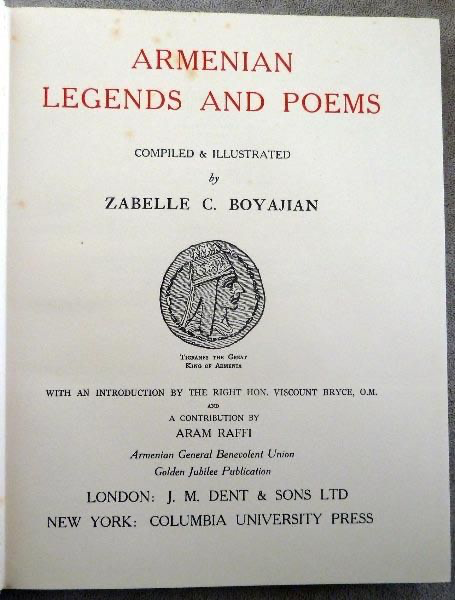 ARMENIAN
LEGENDS AND POEMS
COMPILED & ILLUSTRATED
by
ZABELLE C. BOYAJIAN
TIGRANES THE GREAT
KING OF ARMENIA
WITH AN INTRODUCTION BY THE RIGHT HON. VISCOUNT BRYCE, O.M.
AND
A CONTRIBUTION BY
ARAM RAFFI
Armenian General Benevolent Union
Golden Jubilee Publication
LONDON: J. M. DENT & SONS LTD
NEW YORK: COLUMBIA UNIVERSITY PRESS